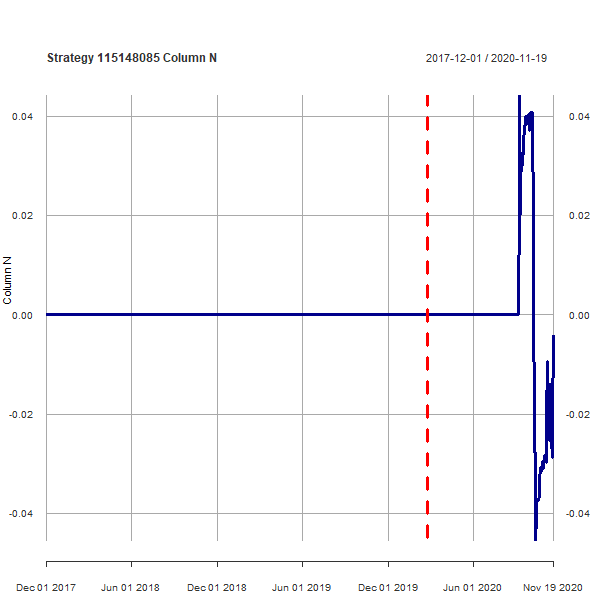 Strategy 115148085 Column N
2017-12-01 / 2020-11-19
0.04
0.04
0.02
0.02
0.00
0.00
-0.02
-0.02
-0.04
-0.04
Column N
Dec 01 2017
Jun 01 2018
Dec 01 2018
Jun 01 2019
Dec 01 2019
Jun 01 2020
Nov 19 2020